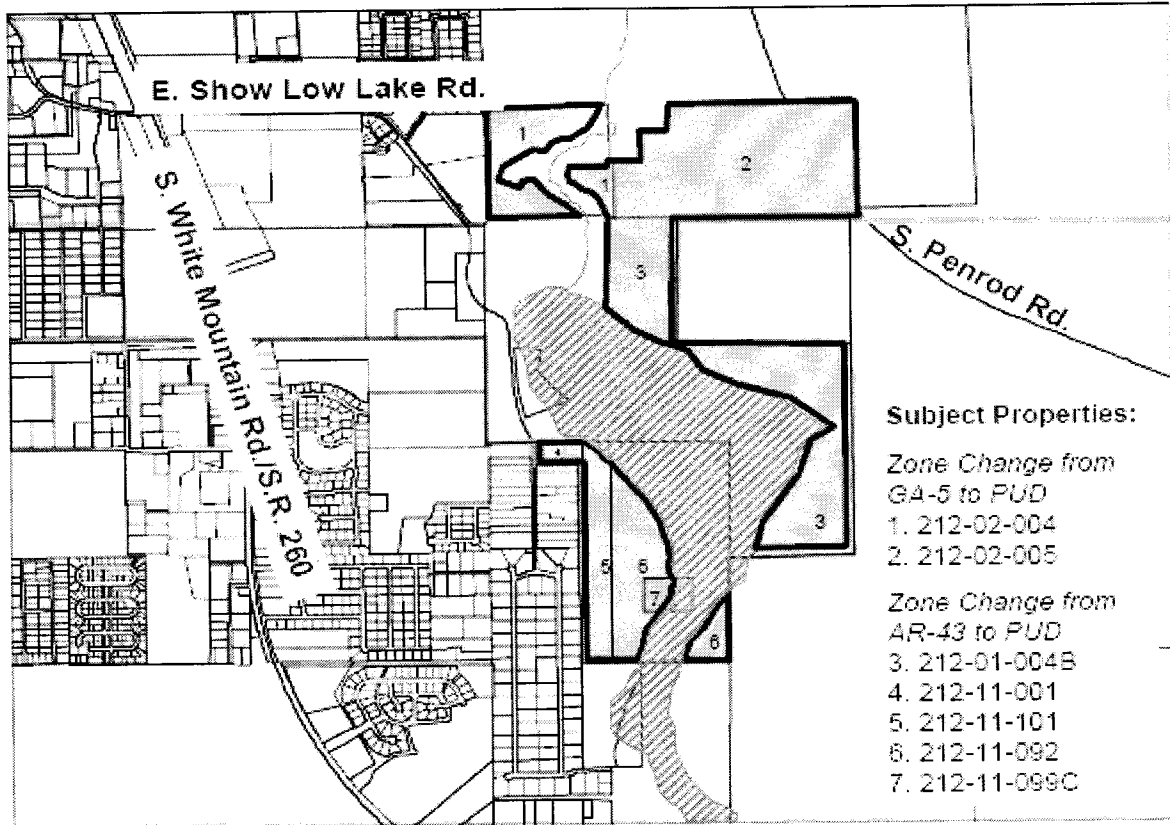 E. Show Low Lake Rd.
1
2
1
S. White Mountain Rd./S.R. 260
3
S. Penrod Rd.
Subject Properties:
Zone Change from
GA-5 to PUD
1. 212-02-004
2. 212-02-005
Zone Change from
AR-43 to PUD
3. 212-01-004B
4. 212-11-001
5. 212-11-101
6. 212-11-092
7. 212-11-099C
4
3
5
6
7
6